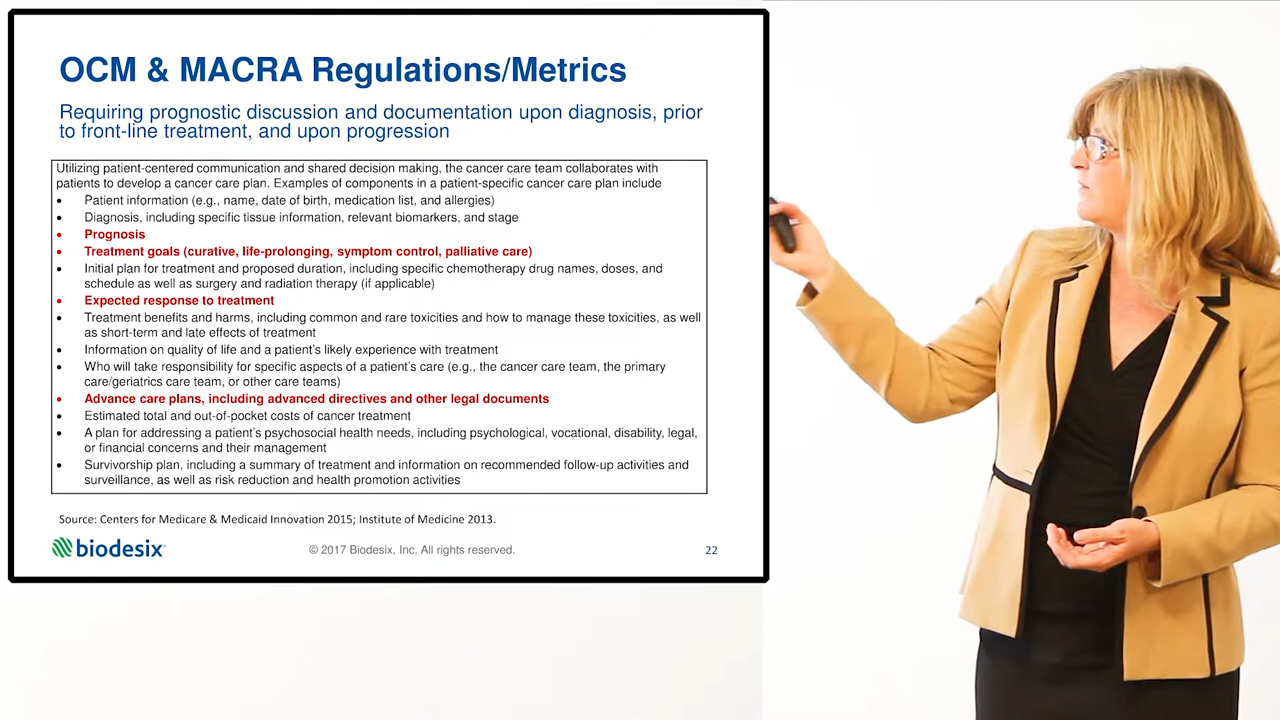 OCM & MACRA Regulations/Metrics
Requiring prognostic discussion and documentation upon diagnosis, prior
to front-line treatment, and upon progression
Utilizing patient-centered communication and shared decision making, the cancer care team collaborates with
patients to develop a cancer care plan. Examples of components in a patient-specific cancer care plan include
• Patient information (e.g., name, date of birth, medication list, and allergies)
• Diagnosis, including specific tissue information, relevant biomarkers, and stage
• Prognosis
• Treatment goals (curative, life-prolonging, symptom control, palliative care)
• Initial plan for treatment and proposed duration, including specific chemotherapy drug names, doses, and
schedule as well as surgery and radiation therapy (if applicable)
• Expected response to treatment
• Treatment benefits and harms, including common and rare toxicities and how to manage these toxicities, as well
as short-term and late effects of treatment
• Information on quality of life and a patient's likely experience with treatment
• Who will take responsibility for specific aspects of a patient's care (e.g., the cancer care team, the primary
care/geriatrics care team, or other care teams)
• Advance care plans, including advanced directives and other legal documents
• Estimated total and out-of-pocket costs of cancer treatment
• A plan for addressing a patient's psychosocial health needs, including psychological, vocational, disability, legal,
or financial concerns and their management
• Survivorship plan, including a summary of treatment and information on recommended follow-up activities and
surveillance, as well as risk reduction and health promotion activities
Source: Centers for Medicare & Medicaid Innovation 2015; Institute of Medicine 2013.
biodesix
© 2017 Biodesix, Inc. All rights reserved.
22